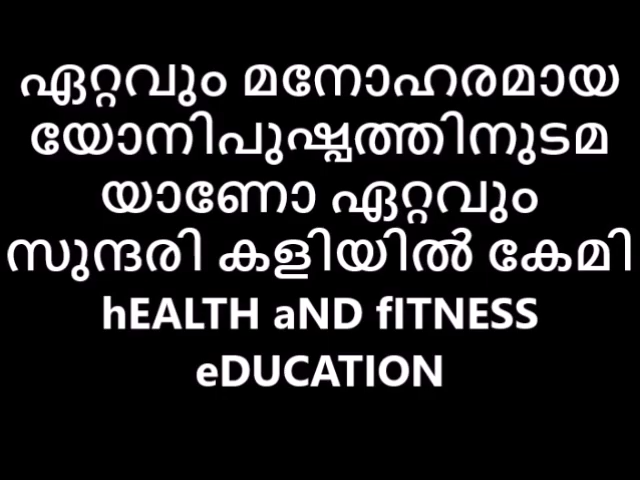 ഏറ്റവും മനോഹരമായ
യോനിപുഷ്പത്തിനുടമ
യാണോ ഏറ്റവും
സുന്ദരി കളിയിൽ കേമി
hEALTH aND fITNESS
eDUCATION